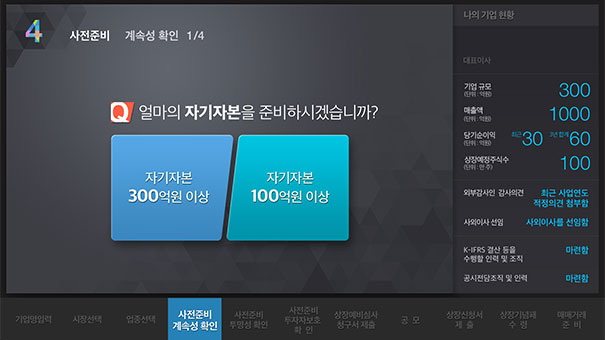 4 사전준비 계속성 확인 1/4
Q 얼마의 자기자본을 준비하시겠습니까?
자기자본
300억원 이상
자기자본
100억원 이상
나의 기업 현황
대표이사
기업 규모 300
(단위 : 억원)
매출액 1000
(단위 : 억원)
당기순이익 최근 30 3년 합계 60
(단위 : 억원)
상장예정주식수 100
(단위 : 만 주)
외부감사인 감사의견 최근 사업연도
적정의견 첨부함
사외이사 선임 사외이사를 선임함
K-IFRS 결산 등을 마련함
수행할 인력 및 조직
공시전담조직 및 인력 마련함
기업명입력
시장선택
업종선택
사전준비
계속성 확인
사전준비
투명성 확인
사전준비
투자자보호
확 인
상장예비심사
청구서 제출
공 모
상장신청서
제 출
상장기념패
수 령
매매거래
준 비